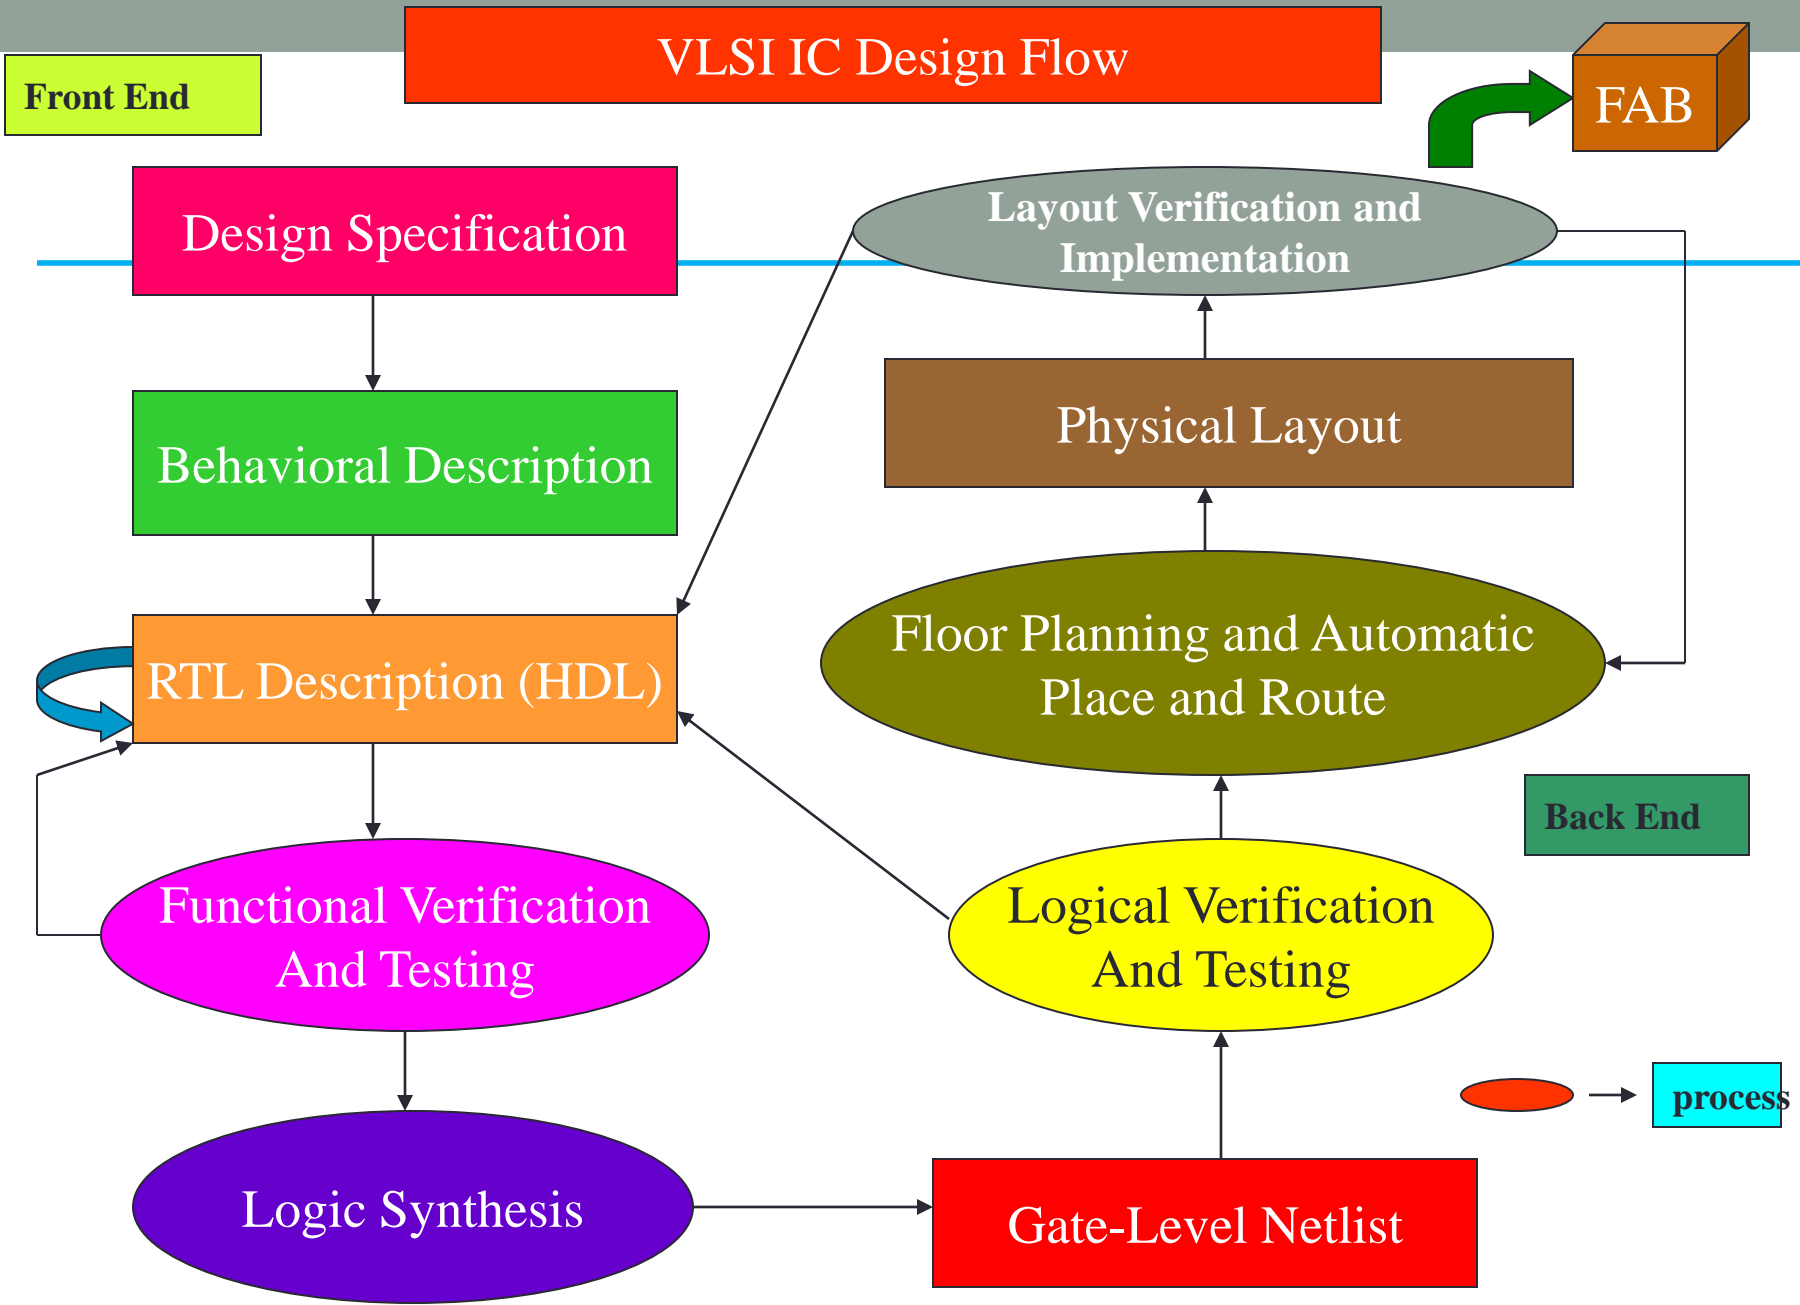 VLSI IC Design Flow
Front End
FAB
Design Specification
Behavioral Description
RTL Description (HDL)
Functional Verification
And Testing
Logic Synthesis
Gate-Level Netlist
Logical Verification
And Testing
Floor Planning and Automatic
Place and Route
Physical Layout
Layout Verification and
Implementation
Back End
process